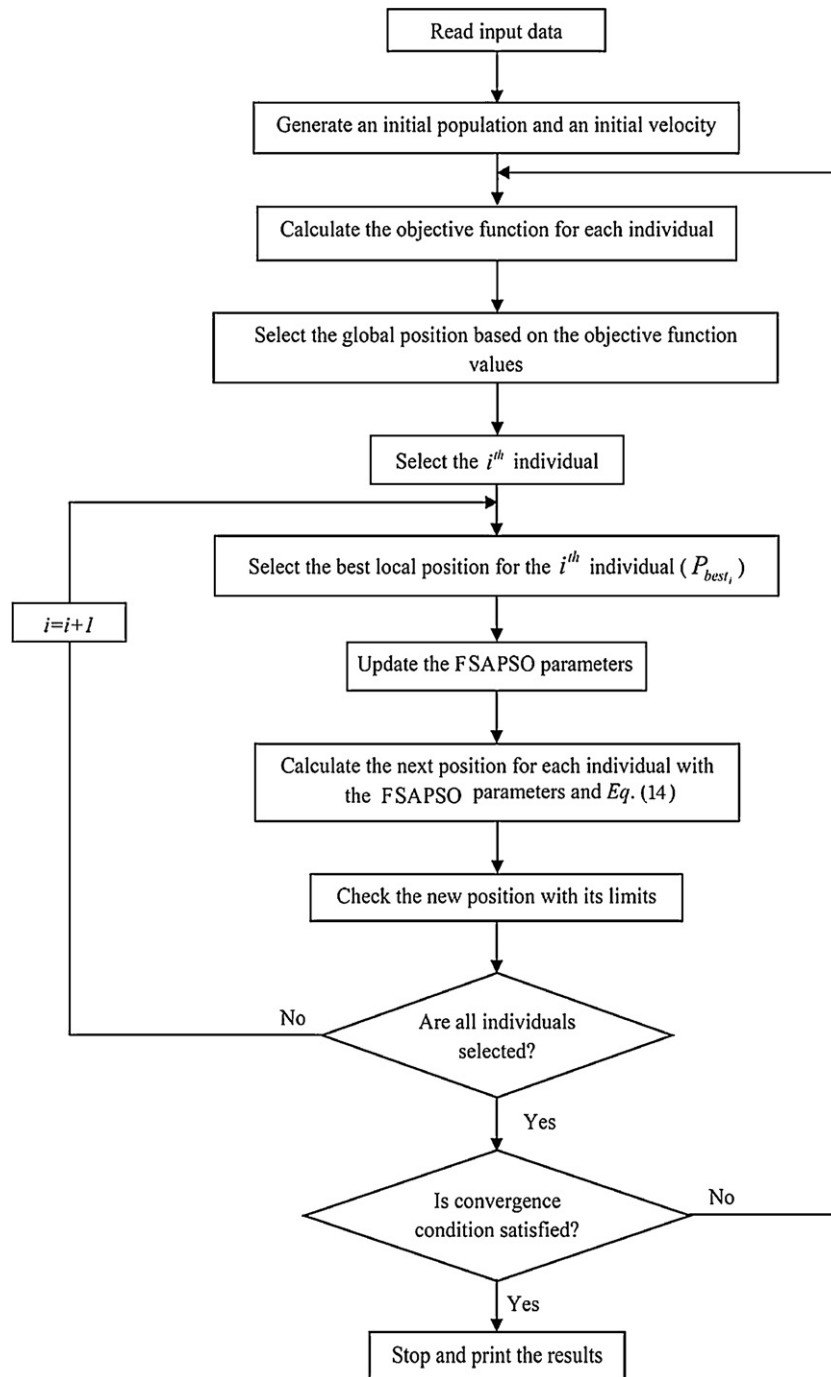 Read input data
Generate an initial population and an initial velocity
Calculate the objective function for each individual
Select the global position based on the objective function
values
Select the i^th individual
Select the best local position for the i^th individual ( P_best_i )
i=i+1
Update the FSAPSO parameters
Calculate the next position for each individual with
the FSAPSO parameters and Eq. (14)
Check the new position with its limits
No
Are all individuals
selected?
Yes
Is convergence
condition satisfied?
No
Yes
Stop and print the results